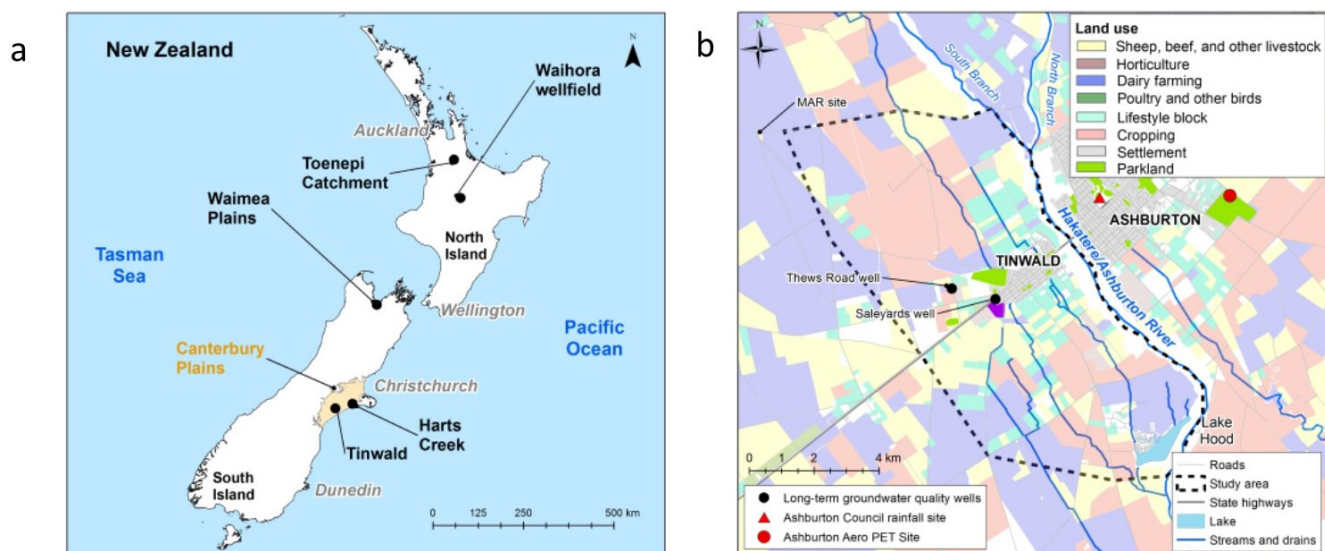 a
New Zealand
N
Waihora
wellfield
Auckland
Toenepi
Catchment
Waimea
Plains
North
Island
Tasman
Sea
Wellington
Pacific
Ocean
Canterbury
Plains
Christchurch
Harts
Creek
Tinwald
South
Island
Dunedin
0 125 250 500 km
b
N
South Branch
North Branch
Land use
Sheep, beef, and other livestock
Horticulture
Dairy farming
Poultry and other birds
Lifestyle block
Cropping
Settlement
Parkland
MAR site
ASHBURTON
Hakatere/Ashburton River
TINWALD
Thews Road well
Saleyards well
Lake
Hood
0 1 2 4 km
Long-term groundwater quality wells
Ashburton Council rainfall site
Ashburton Aero PET Site
Roads
Study area
State highways
Lake
Streams and drains